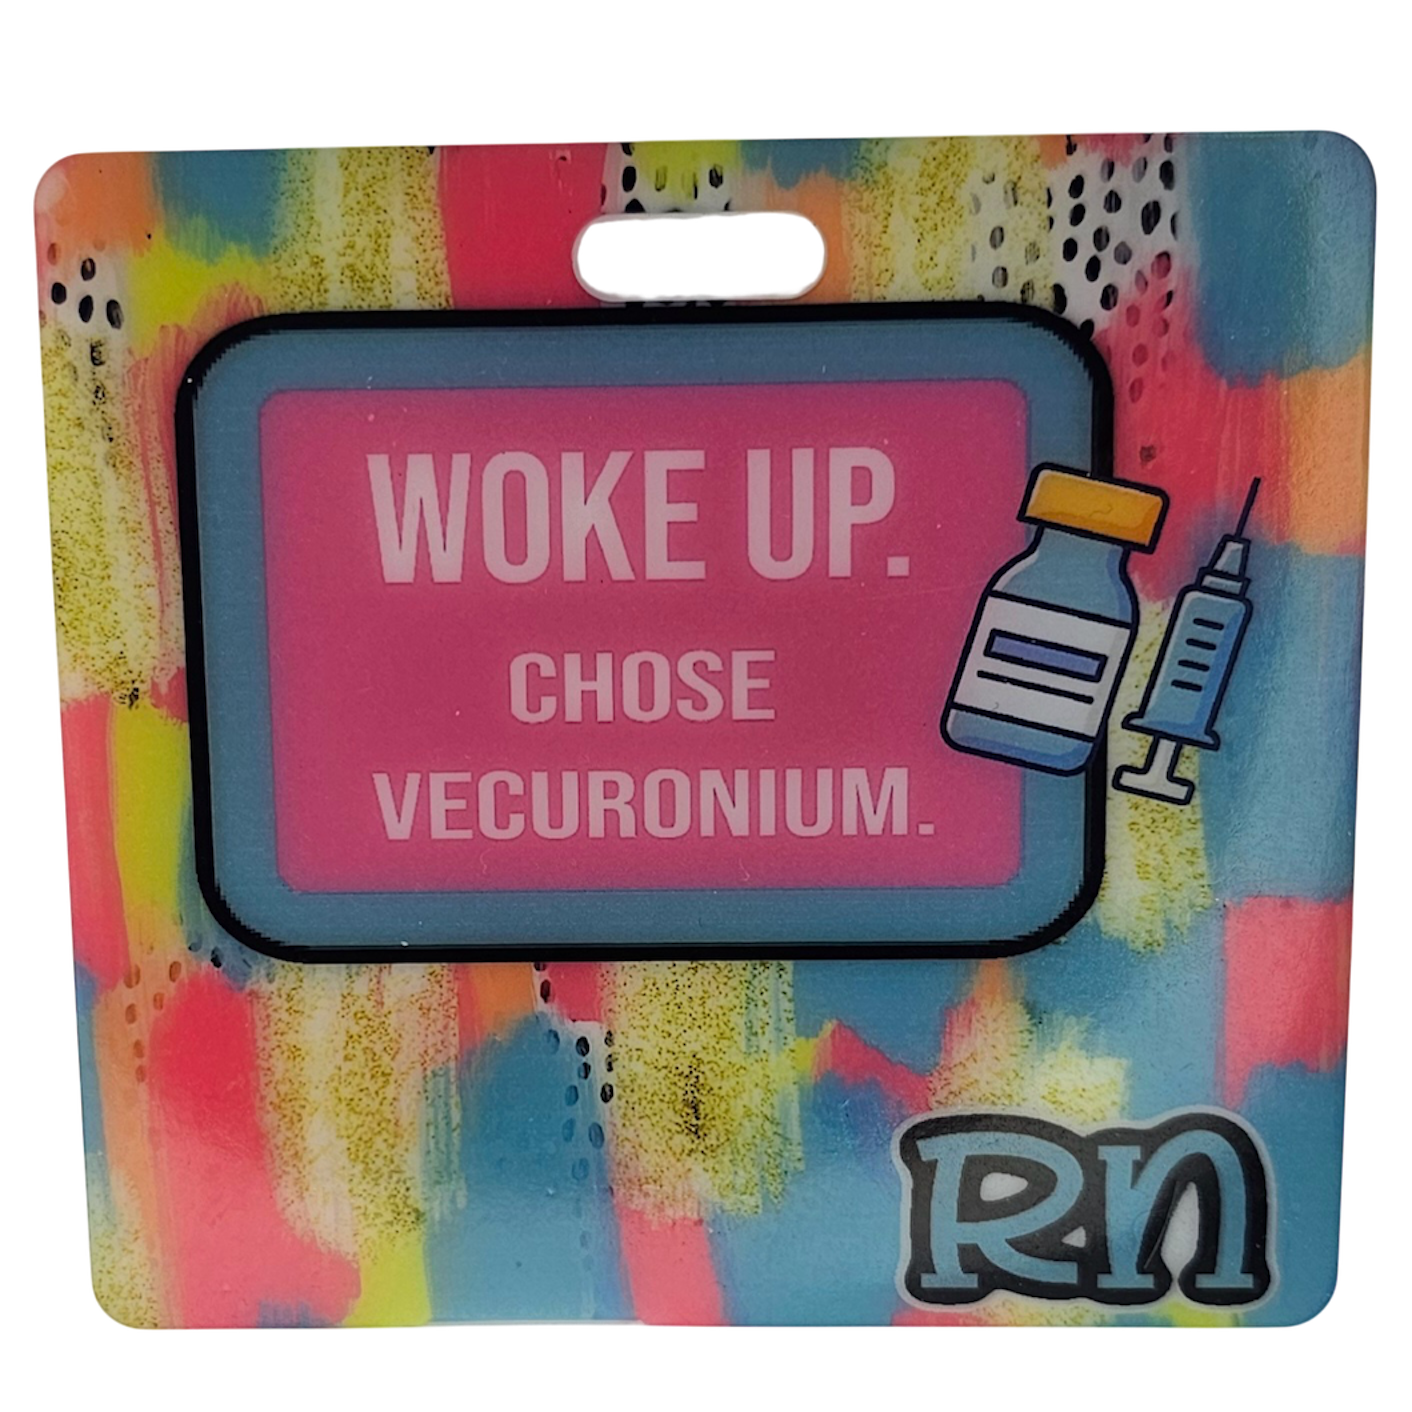 WOKE UP.
CHOSE
VECURONIUM.
Rn